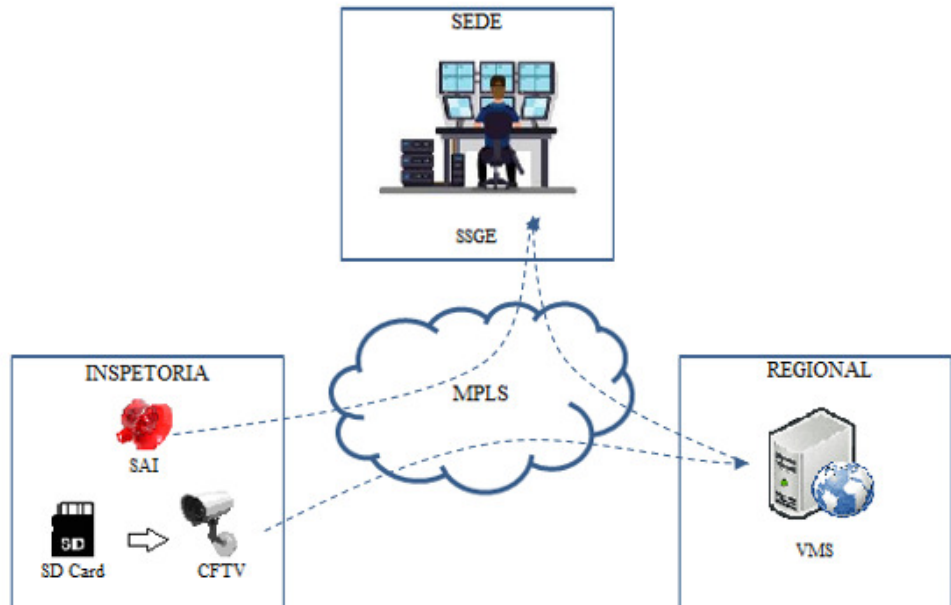 SEDE
SSGE
MPLS
INSPETORIA
SAI
SD
SD Card
CFTV
REGIONAL
VMS